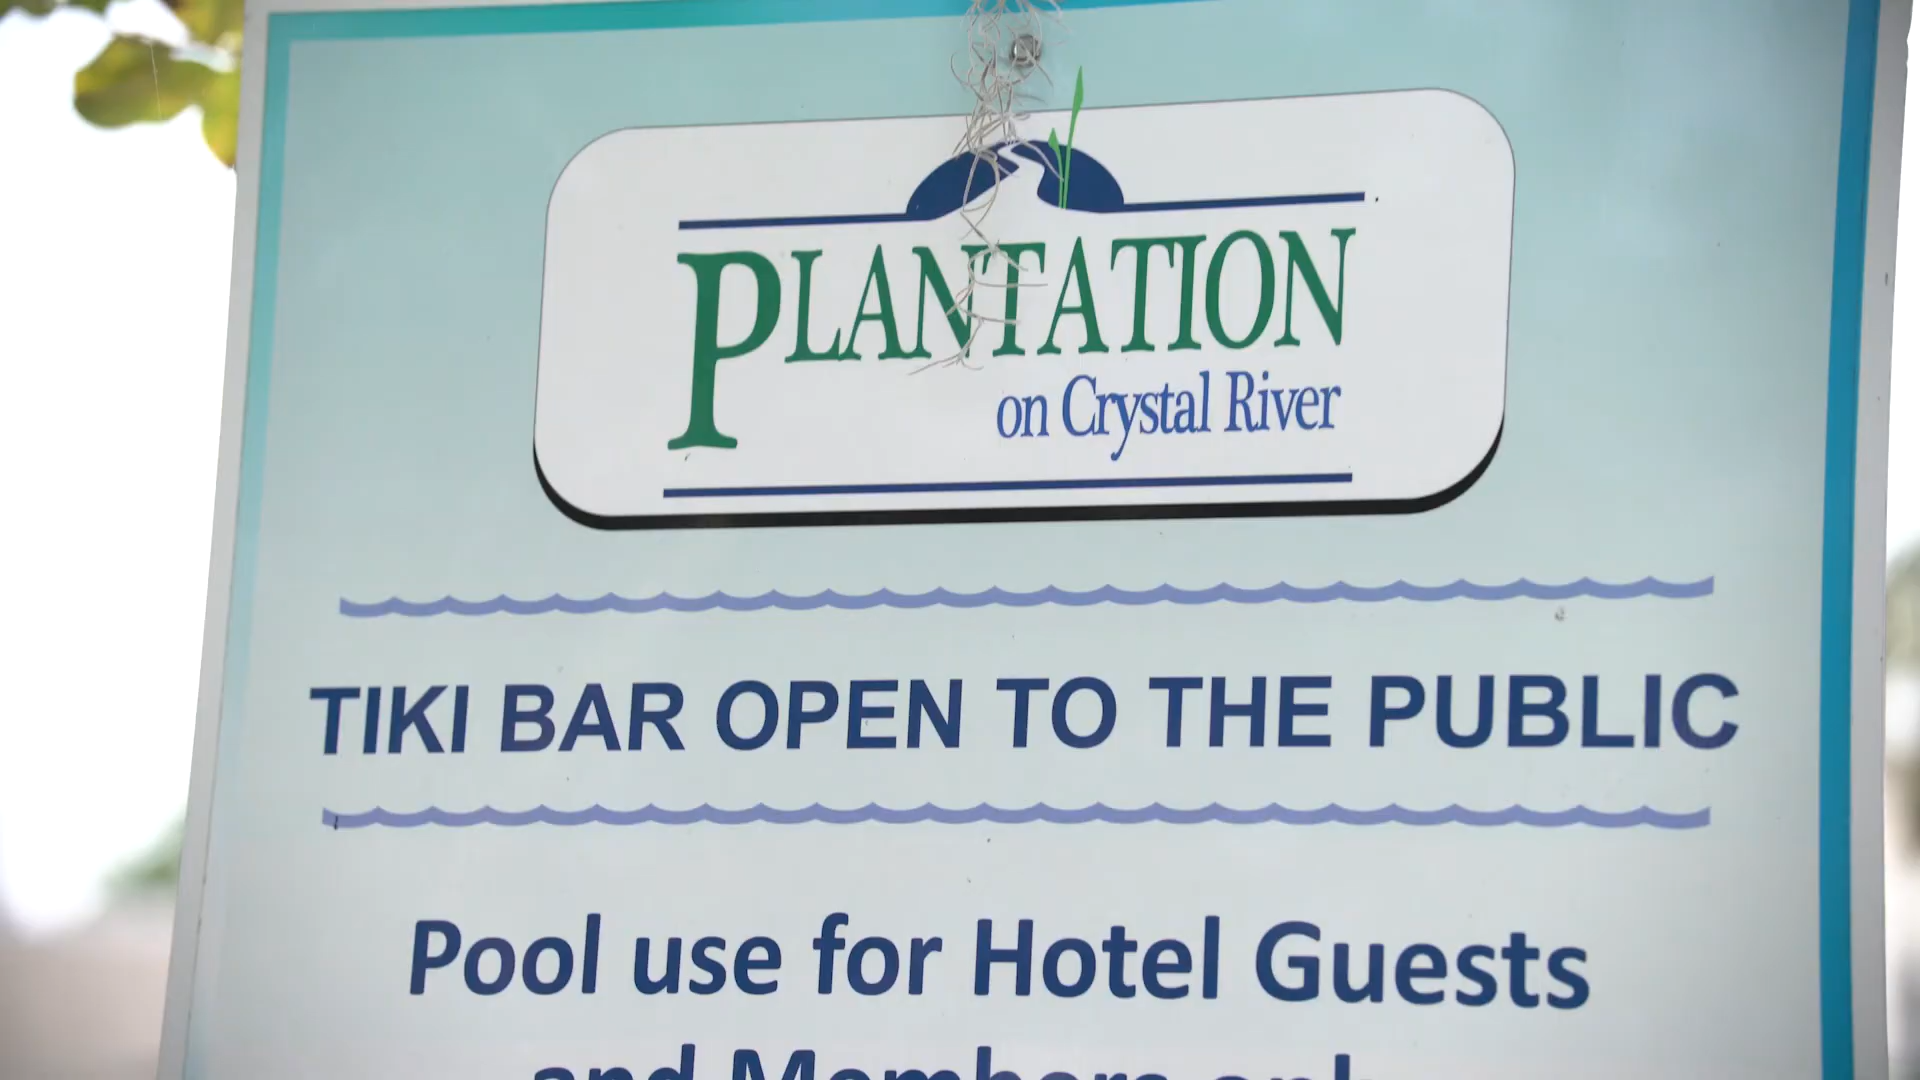 PLANTATION
on Crystal River
TIKI BAR OPEN TO THE PUBLIC
Pool use for Hotel Guests
and Members only